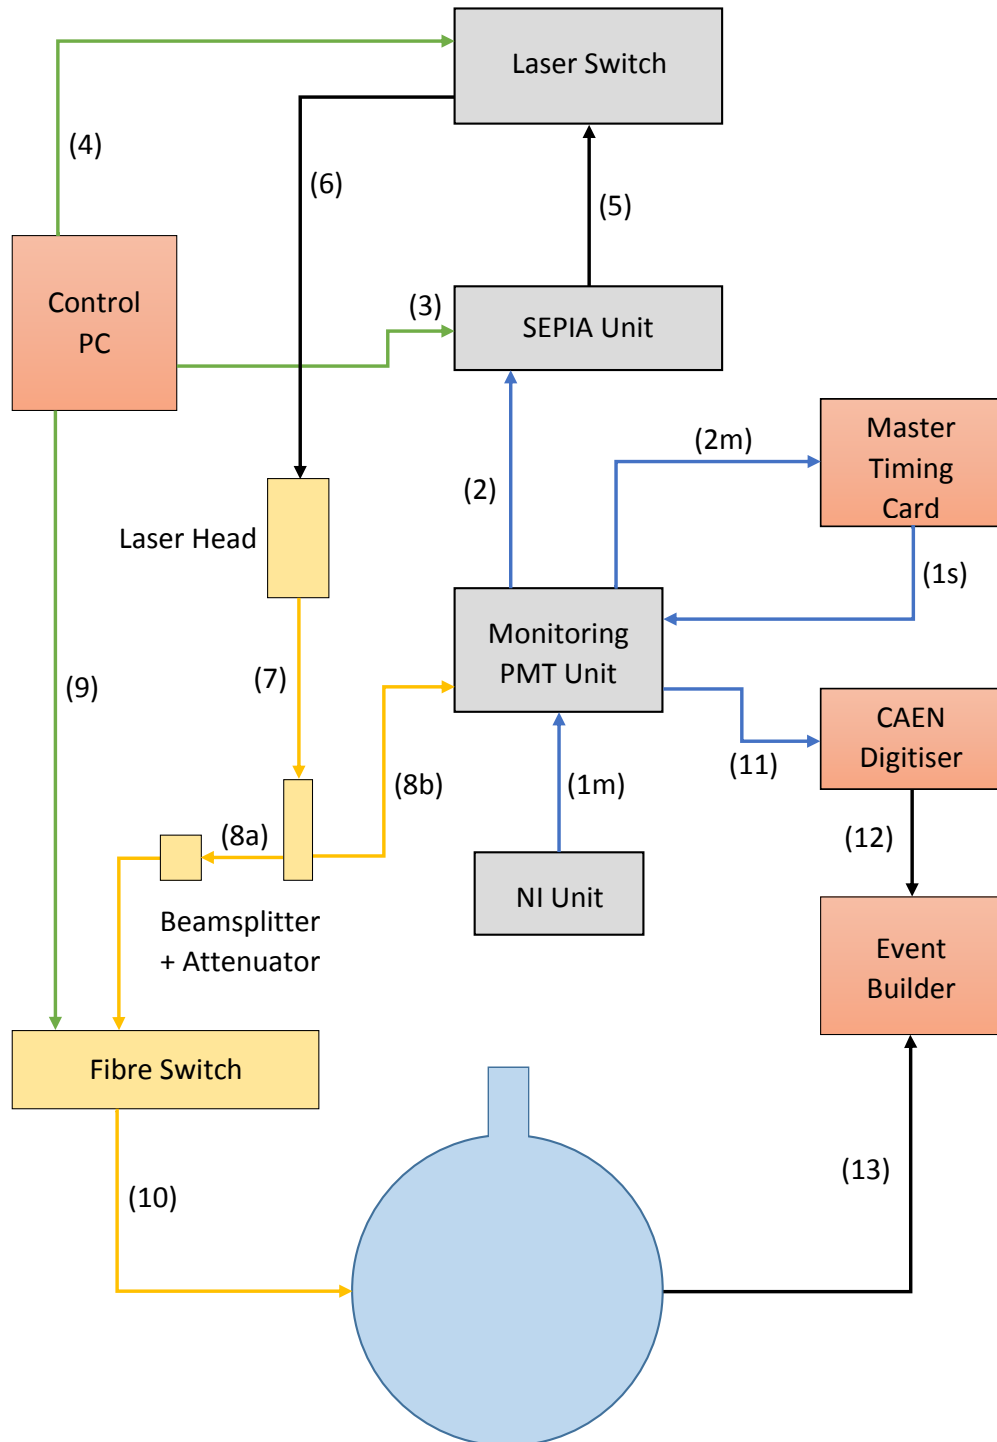 Laser Switch
(4)
(6)
(5)
Control
PC
(3)
SEPIA Unit
Master
Timing
Card
(2m)
(2)
Laser Head
(1s)
Monitoring
PMT Unit
(7)
(9)
CAEN
Digitiser
(8b)
(11)
(1m)
(8a)
(12)
NI Unit
Beamsplitter
+ Attenuator
Event
Builder
Fibre Switch
(13)
(10)